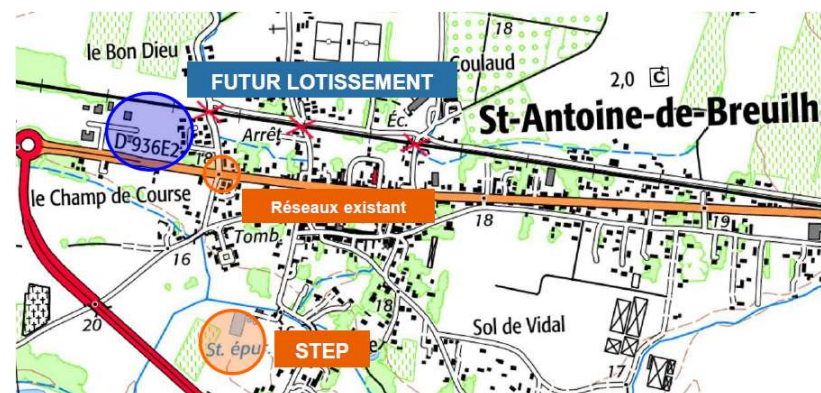 18
le Bon Dieu
Coulaud
FUTUR LOTISSEMENT
2,0 C
Éc.
St-Antoine-de-Breuilh
Arrêt
D 936E2
le Champ de Course
Réseaux existant
18
19
Tomb.
16
18
20
Sol de Vidal
St. épu
STEP
17